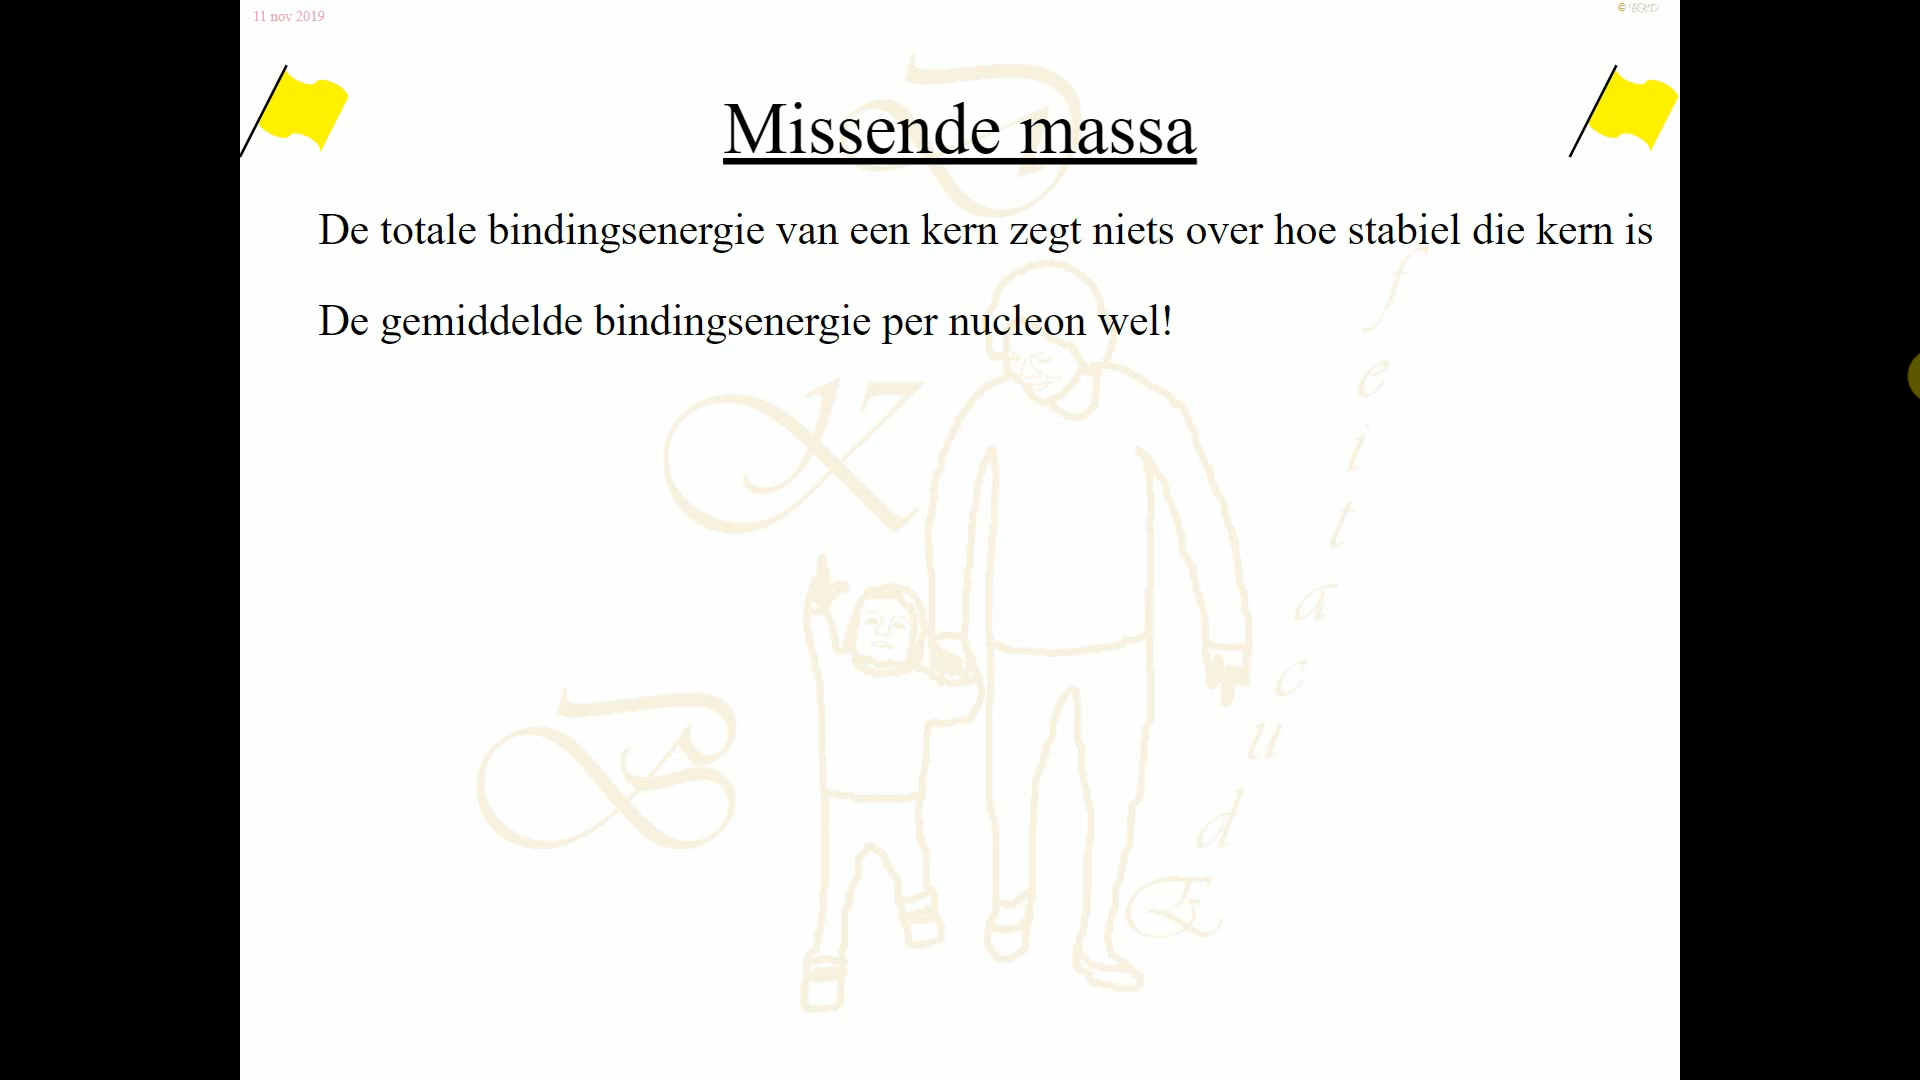 11 nov 2019
© BKD
Missende massa
De totale bindingsenergie van een kern zegt niets over hoe stabiel die kern is
De gemiddelde bindingsenergie per nucleon wel!
D
K
B
f
e
i
t
a
c
u
d
E